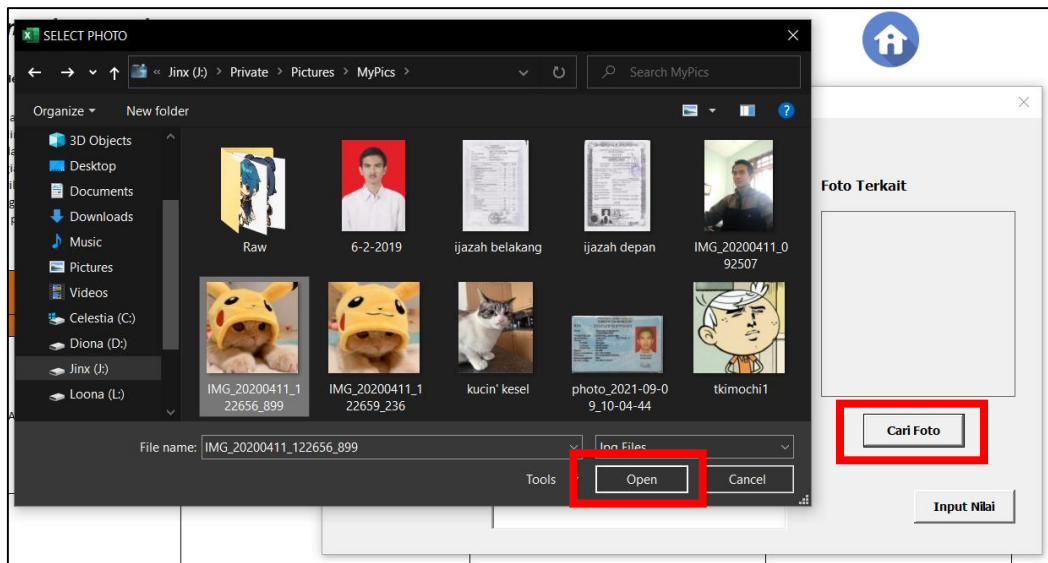 SELECT PHOTO
« Jinx (J:) > Private > Pictures > MyPics >
Search MyPics
Organize
New folder
3D Objects
Desktop
Documents
Downloads
Music
Pictures
Videos
Celestia (C:)
Diona (D:)
Jinx (J:)
Loona (L:)
Raw
6-2-2019
ijazah belakang
ijazah depan
IMG_20200411_0
92507
IMG_20200411_1
22656_899
IMG_20200411_1
22659_236
kucin' kesel
photo_2021-09-0
9_10-04-44
tkimochi1
File name:
IMG_20200411_122656_899
Jpg Files
Tools
Open
Cancel
Foto Terkait
Cari Foto
Input Nilai